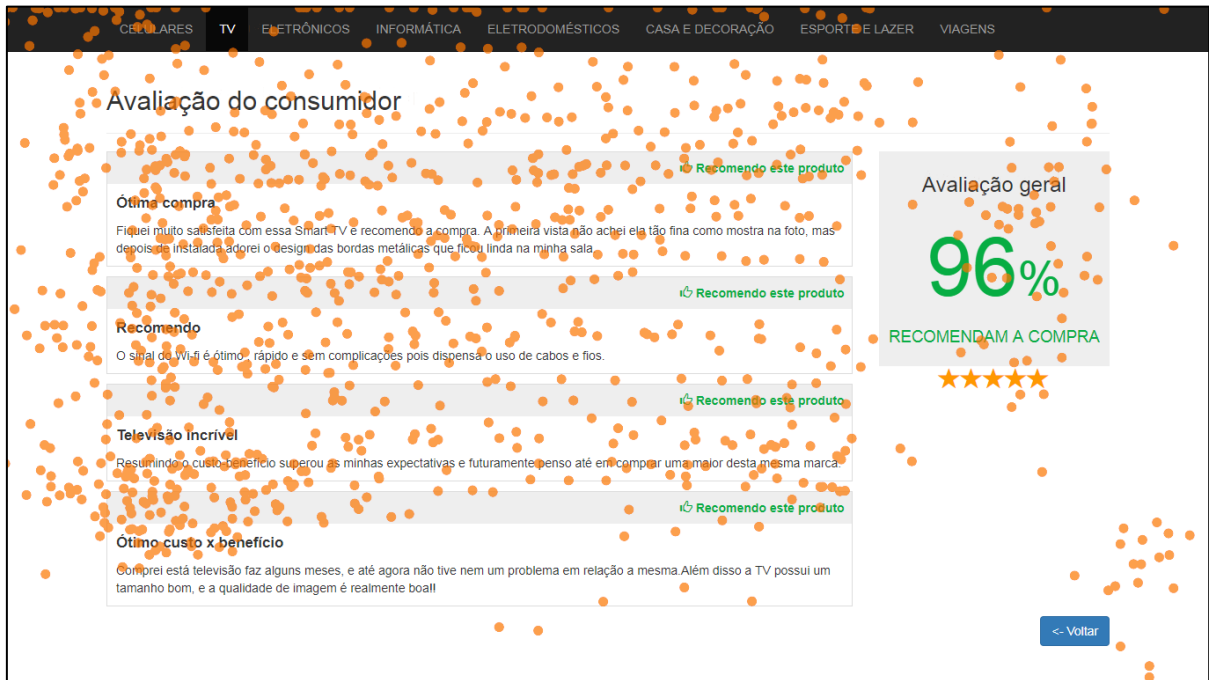 CELULARES TV ELETRÔNICOS INFORMÁTICA ELETRODOMÉSTICOS CASA E DECORAÇÃO ESPORTE E LAZER VIAGENS
Avaliação do consumidor
Recomendo este produto
Ótima compra
Fiquei muito satisfeita com essa Smart TV e recomendo a compra. A primeira vista não achei ela tão fina como mostra na foto, mas
depois de instalada adorei o design das bordas metálicas que ficou linda na minha sala.
Recomendo este produto
Recomendo
O sinal do Wi-fi é ótimo , rápido e sem complicações pois dispensa o uso de cabos e fios.
Recomendo este produto
Televisão Incrível
Resumindo o custo-benefício superou as minhas expectativas e futuramente penso até em comprar uma maior desta mesma marca.
Recomendo este produto
Ótimo custo x benefício
Comprei está televisão faz alguns meses, e até agora não tive nem um problema em relação a mesma.Além disso a TV possui um
tamanho bom, e a qualidade de imagem é realmente boa!!
Avaliação geral
96%
RECOMENDAM A COMPRA
<- Voltar